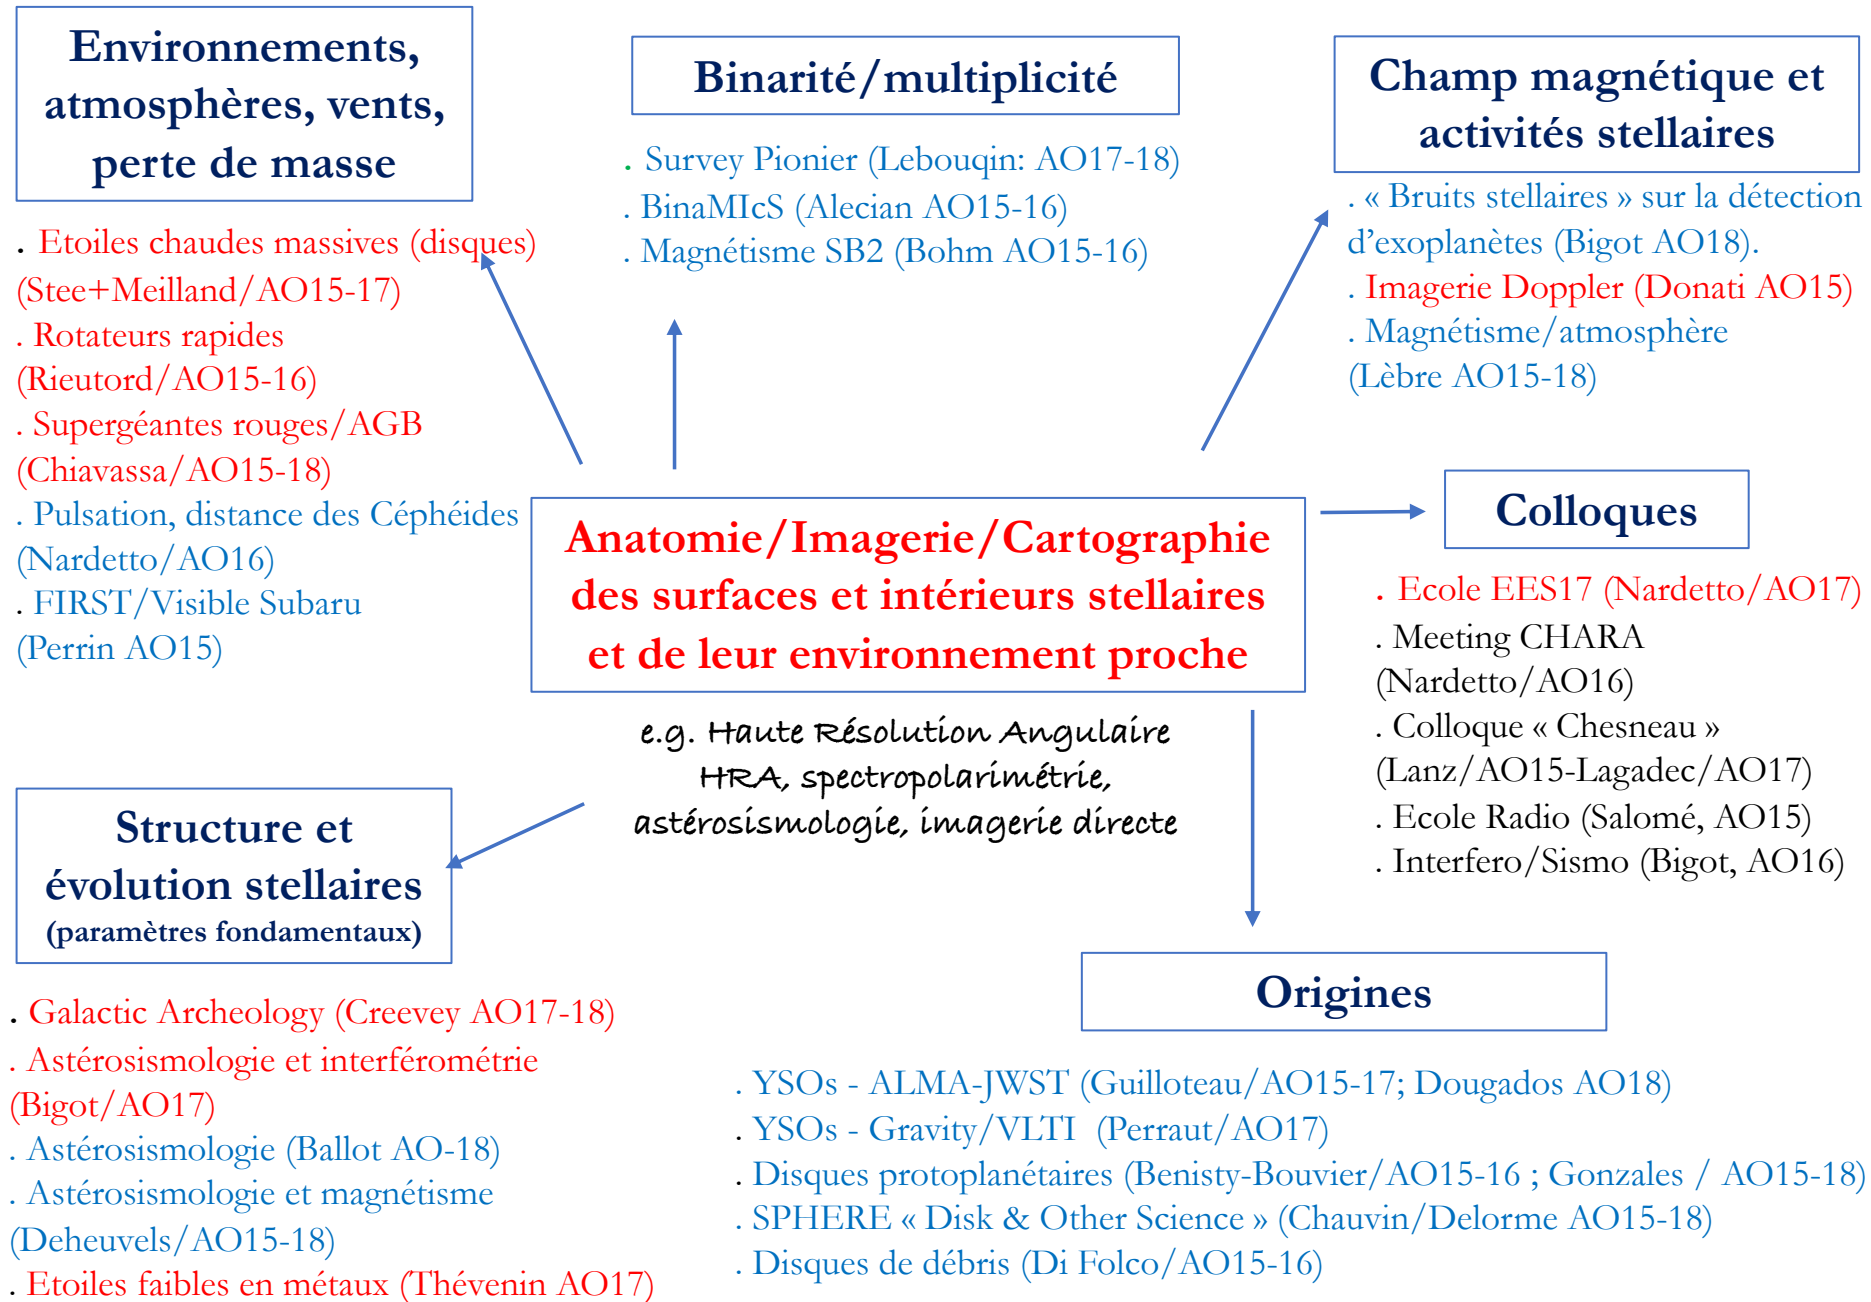 Environnements,
atmosphères, vents,
perte de masse
. Etoiles chaudes massives (disques)
(Stee+Meilland/AO15-17)
. Rotateurs rapides
(Rieutord/AO15-16)
. Supergéantes rouges/AGB
(Chiavassa/AO15-18)
. Pulsation, distance des Céphéides
(Nardetto/AO16)
. FIRST/Visible Subaru
(Perrin AO15)
Binarité/multiplicité
. Survey Pionier (Lebouqin: AO17-18)
. BinaMIcS (Alecian AO15-16)
. Magnétisme SB2 (Bohm AO15-16)
Champ magnétique et
activités stellaires
. « Bruits stellaires » sur la détection
d'exoplanètes (Bigot AO18).
. Imagerie Doppler (Donati AO15)
. Magnétisme/atmosphère
(Lèbre AO15-18)
Anatomie/Imagerie/Cartographie
des surfaces et intérieurs stellaires
et de leur environnement proche
e.g. Haute Résolution Angulaire
HRA, spectropolarimétrie,
astérosismologie, imagerie directe
Colloques
. Ecole EES17 (Nardetto/AO17)
. Meeting CHARA
(Nardetto/AO16)
. Colloque « Chesneau »
(Lanz/AO15-Lagadec/AO17)
. Ecole Radio (Salomé, AO15)
. Interfero/Sismo (Bigot, AO16)
Structure et
évolution stellaires
(paramètres fondamentaux)
. Galactic Archeology (Creevey AO17-18)
. Astérosismologie et interférométrie
(Bigot/AO17)
. Astérosismologie (Ballot AO-18)
. Astérosismologie et magnétisme
(Deheuvels/AO15-18)
. Etoiles faibles en métaux (Thévenin AO17)
Origines
. YSOs - ALMA-JWST (Guilloteau/AO15-17; Dougados AO18)
. YSOs - Gravity/VLTI (Perraut/AO17)
. Disques protoplanétaires (Benisty-Bouvier/AO15-16 ; Gonzales / AO15-18)
. SPHERE « Disk & Other Science » (Chauvin/Delorme AO15-18)
. Disques de débris (Di Folco/AO15-16)